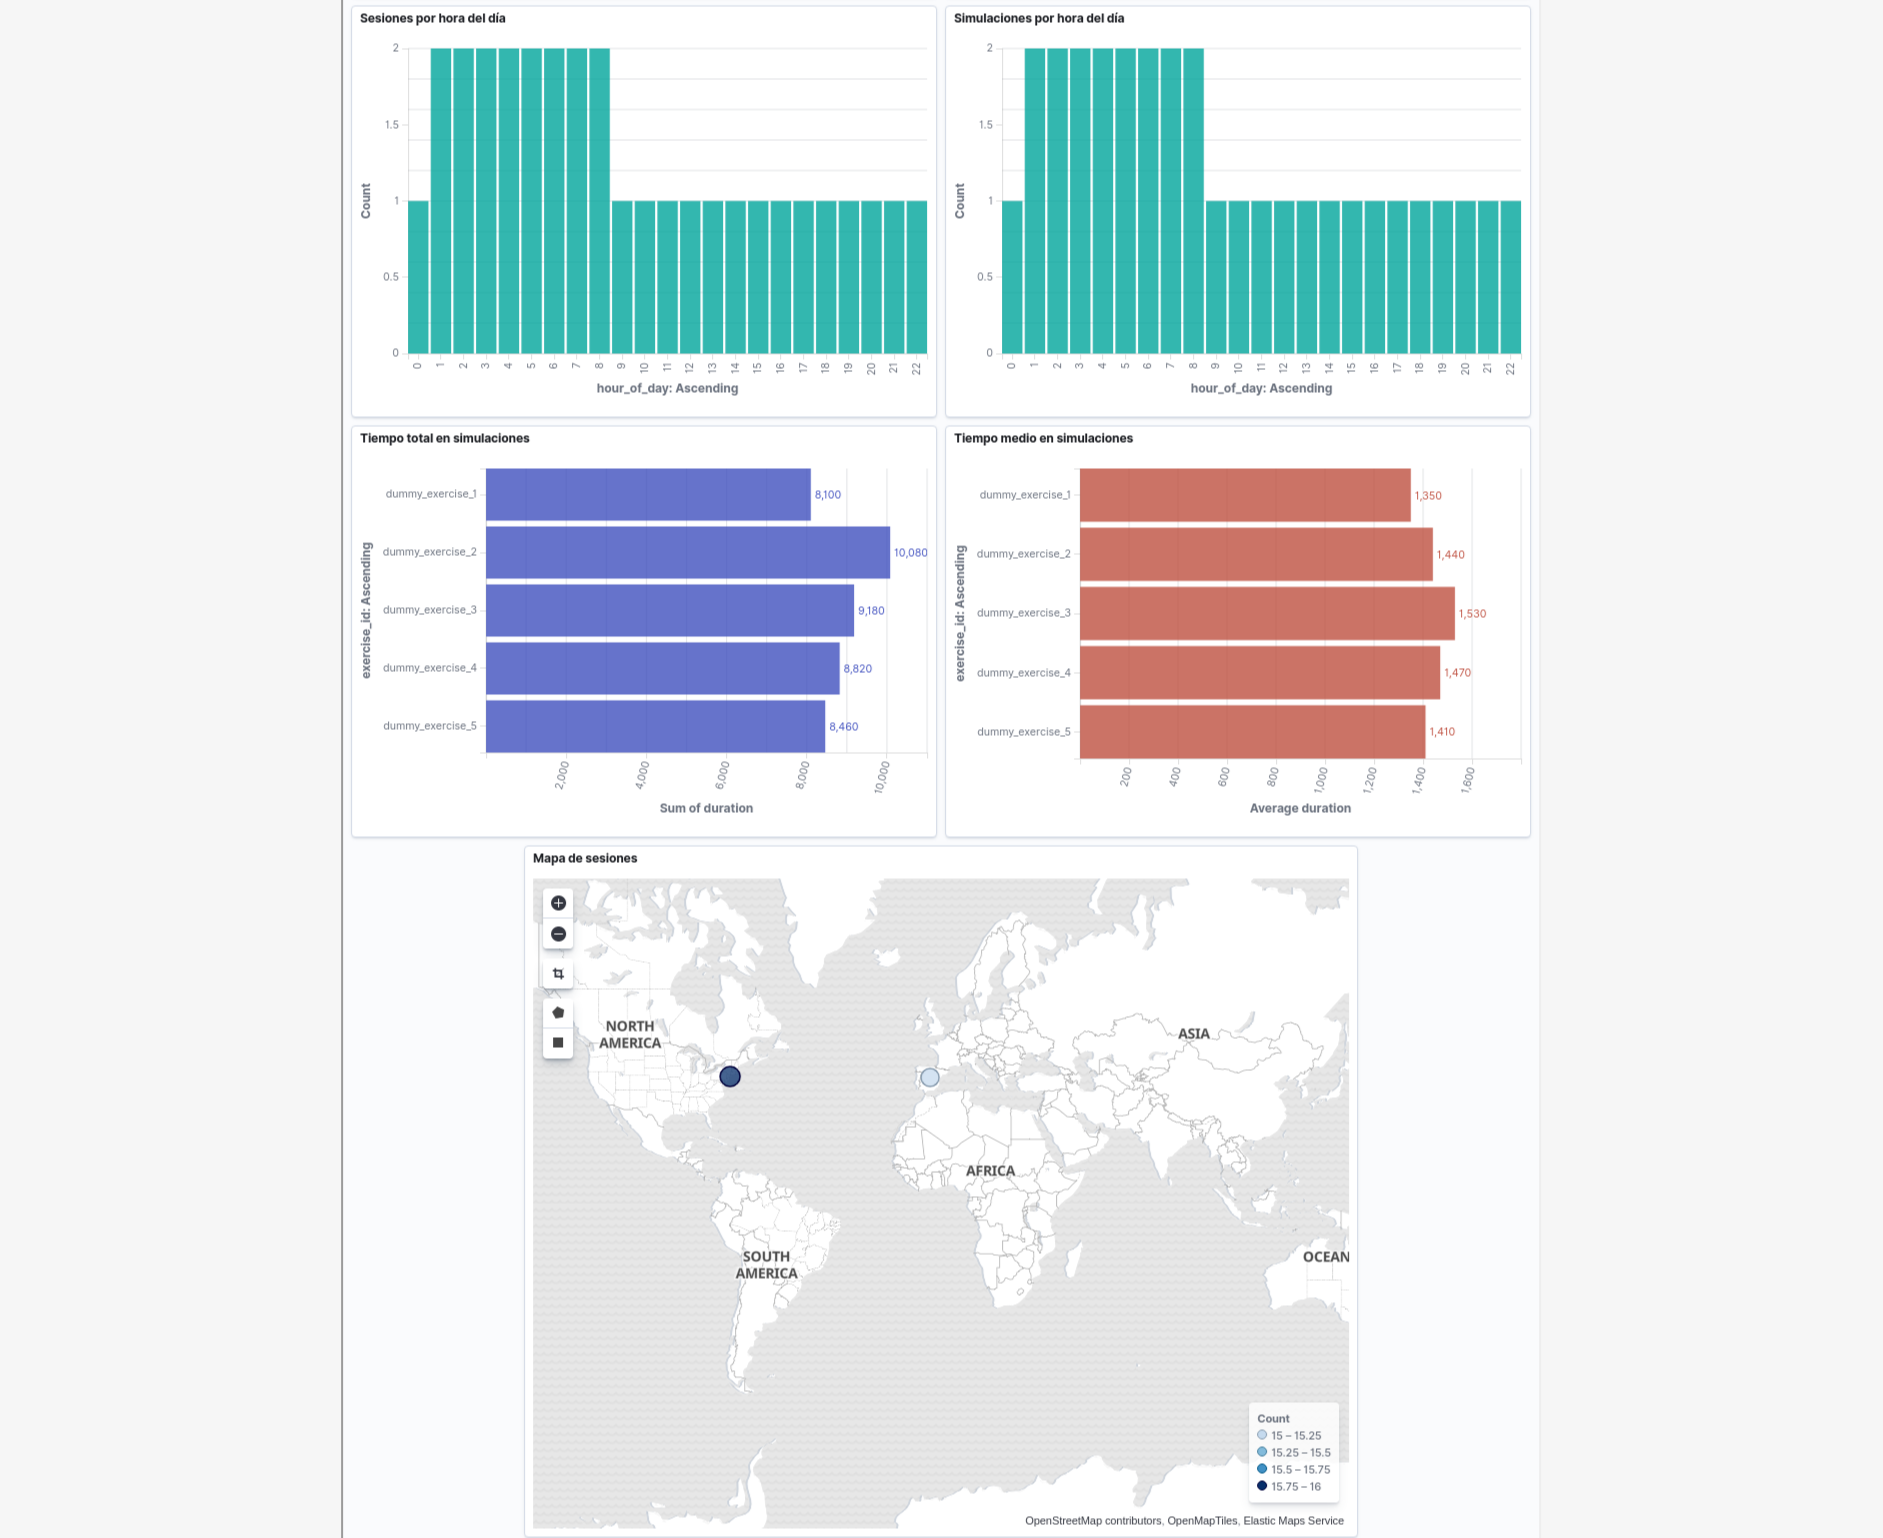 Sesiones por hora del día
Count
2
1.5
1
0.5
0
0 1 2 3 4 5 6 7 8 9 10 11 12 13 14 15 16 17 18 19 20 21 22
hour_of_day: Ascending
Simulaciones por hora del día
Count
2
1.5
1
0.5
0
0 1 2 3 4 5 6 7 8 9 10 11 12 13 14 15 16 17 18 19 20 21 22
hour_of_day: Ascending
Tiempo total en simulaciones
exercise_id: Ascending
dummy_exercise_1 8,100
dummy_exercise_2 10,080
dummy_exercise_3 9,180
dummy_exercise_4 8,820
dummy_exercise_5 8,460
2,000 4,000 6,000 8,000 10,000
Sum of duration
Tiempo medio en simulaciones
exercise_id: Ascending
dummy_exercise_1 1,350
dummy_exercise_2 1,440
dummy_exercise_3 1,530
dummy_exercise_4 1,470
dummy_exercise_5 1,410
200 400 600 800 1,000 1,200 1,400 1,600
Average duration
Mapa de sesiones
NORTH
AMERICA
ASIA
AFRICA
SOUTH
AMERICA
OCEAN
Count
15 – 15.25
15.25 – 15.5
15.5 – 15.75
15.75 – 16
OpenStreetMap contributors, OpenMapTiles, Elastic Maps Service